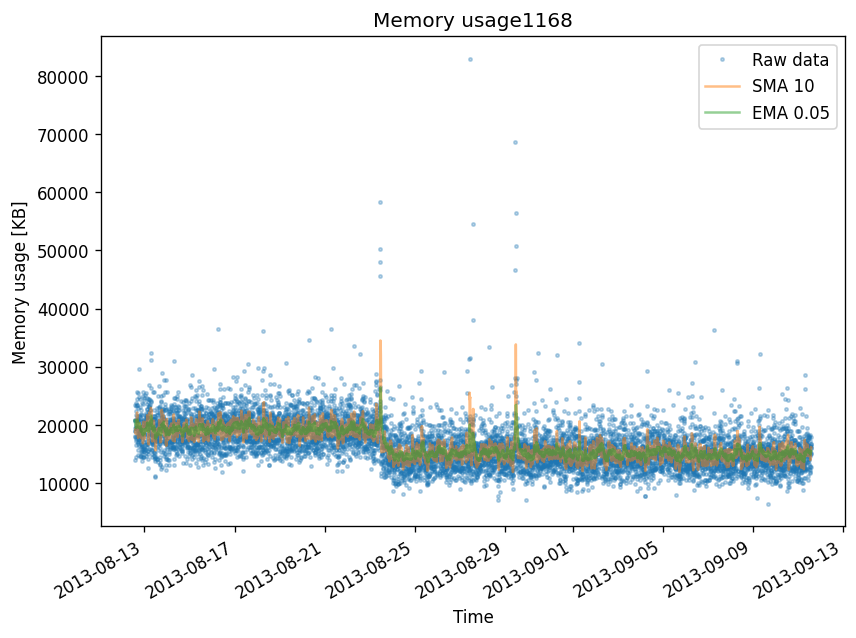 Memory usage1168
Raw data
SMA 10
EMA 0.05
Memory usage [KB]
80000
70000
60000
50000
40000
30000
20000
10000
2013-08-13
2013-08-17
2013-08-21
2013-08-25
2013-08-29
2013-09-01
2013-09-05
2013-09-09
2013-09-13
Time